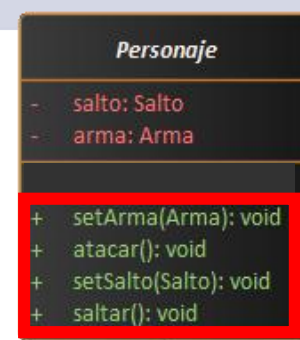 Personaje
- salto: Salto
- arma: Arma
+ setArma(Arma): void
+ atacar(): void
+ setSalto(Salto): void
+ saltar(): void